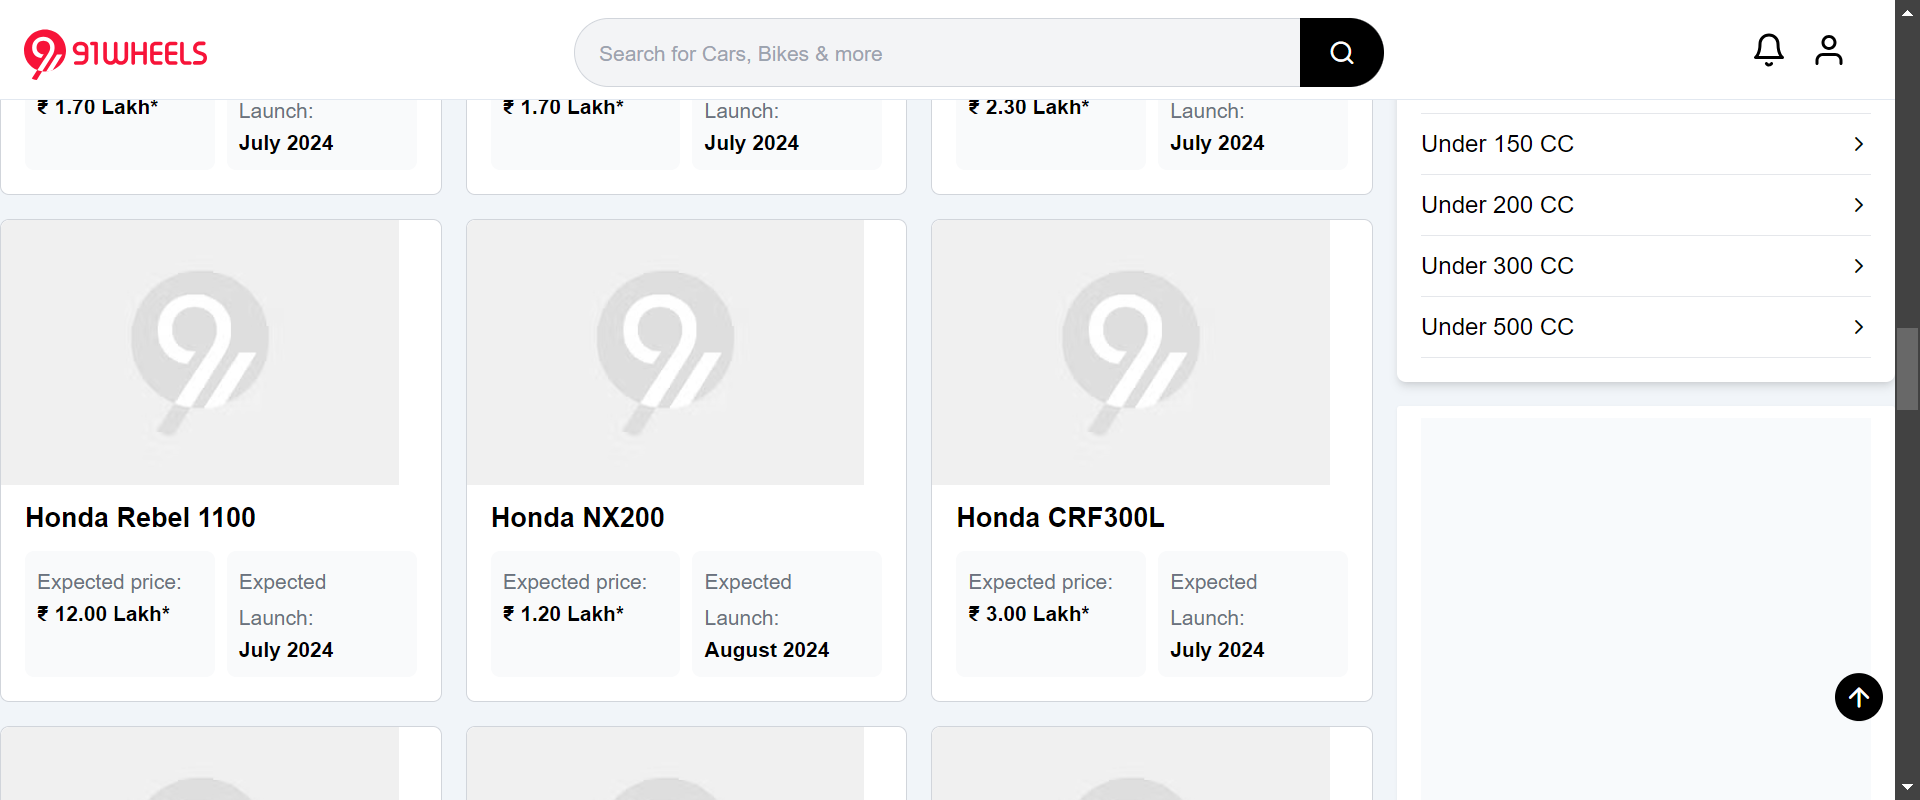 91WHEELS
Search for Cars, Bikes & more
₹ 1.70 Lakh*
Launch:
July 2024
₹ 1.70 Lakh*
Launch:
July 2024
₹ 2.30 Lakh*
Launch:
July 2024
Under 150 CC
Under 200 CC
Under 300 CC
Under 500 CC
91
91
91
Honda Rebel 1100
Expected price:
₹ 12.00 Lakh*
Expected
Launch:
July 2024
Honda NX200
Expected price:
₹ 1.20 Lakh*
Expected
Launch:
August 2024
Honda CRF300L
Expected price:
₹ 3.00 Lakh*
Expected
Launch:
July 2024